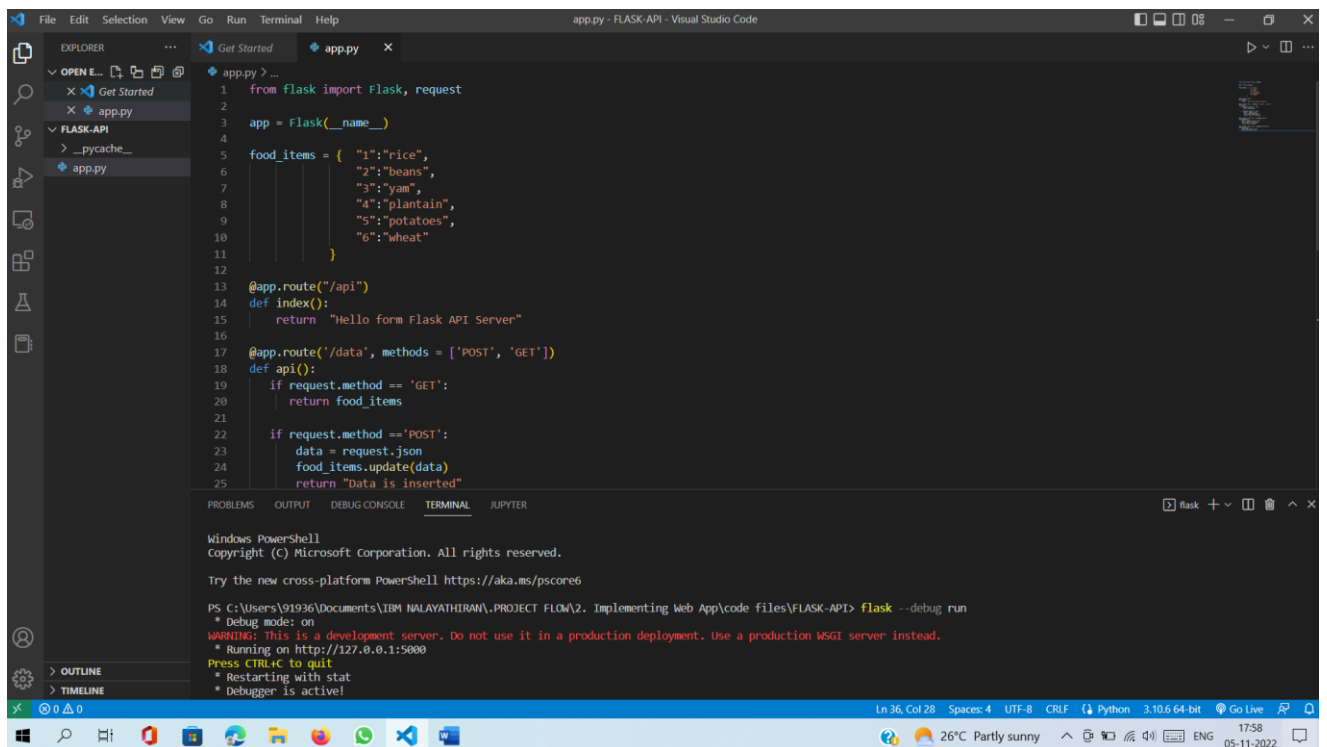 File Edit Selection View Go Run Terminal Help app.py - FLASK-API - Visual Studio Code
EXPLORER ··· Get Started app.py
OPEN E...
Get Started
app.py
FLASK-API
> __pycache__
app.py
app.py > ...
1 from flask import Flask, request
2
3 app = Flask(__name__)
4
5 food_items = { "1":"rice",
6 "2":"beans",
7 "3":"yam",
8 "4":"plantain",
9 "5":"potatoes",
10 "6":"wheat"
11 }
12
13 @app.route("/api")
14 def index():
15 return "Hello form Flask API Server"
16
17 @app.route('/data', methods = ['POST', 'GET'])
18 def api():
19 if request.method == 'GET':
20 return food_items
21
22 if request.method =='POST':
23 data = request.json
24 food_items.update(data)
25 return "Data is inserted"
PROBLEMS OUTPUT DEBUG CONSOLE TERMINAL JUPYTER flask
Windows PowerShell
Copyright (C) Microsoft Corporation. All rights reserved.
Try the new cross-platform PowerShell https://aka.ms/pscore6
PS C:\Users\91936\Documents\IBM NALAYATHIRAN\.PROJECT FLOW\2. Implementing Web App\code files\FLASK-API> flask --debug run
* Debug mode: on
WARNING: This is a development server. Do not use it in a production deployment. Use a production WSGI server instead.
* Running on http://127.0.0.1:5000
Press CTRL+C to quit
* Restarting with stat
* Debugger is active!
> OUTLINE
> TIMELINE
0 0 Ln 36, Col 28 Spaces: 4 UTF-8 CRLF Python 3.10.6 64-bit Go Live
26°C Partly sunny ENG 17:58
05-11-2022